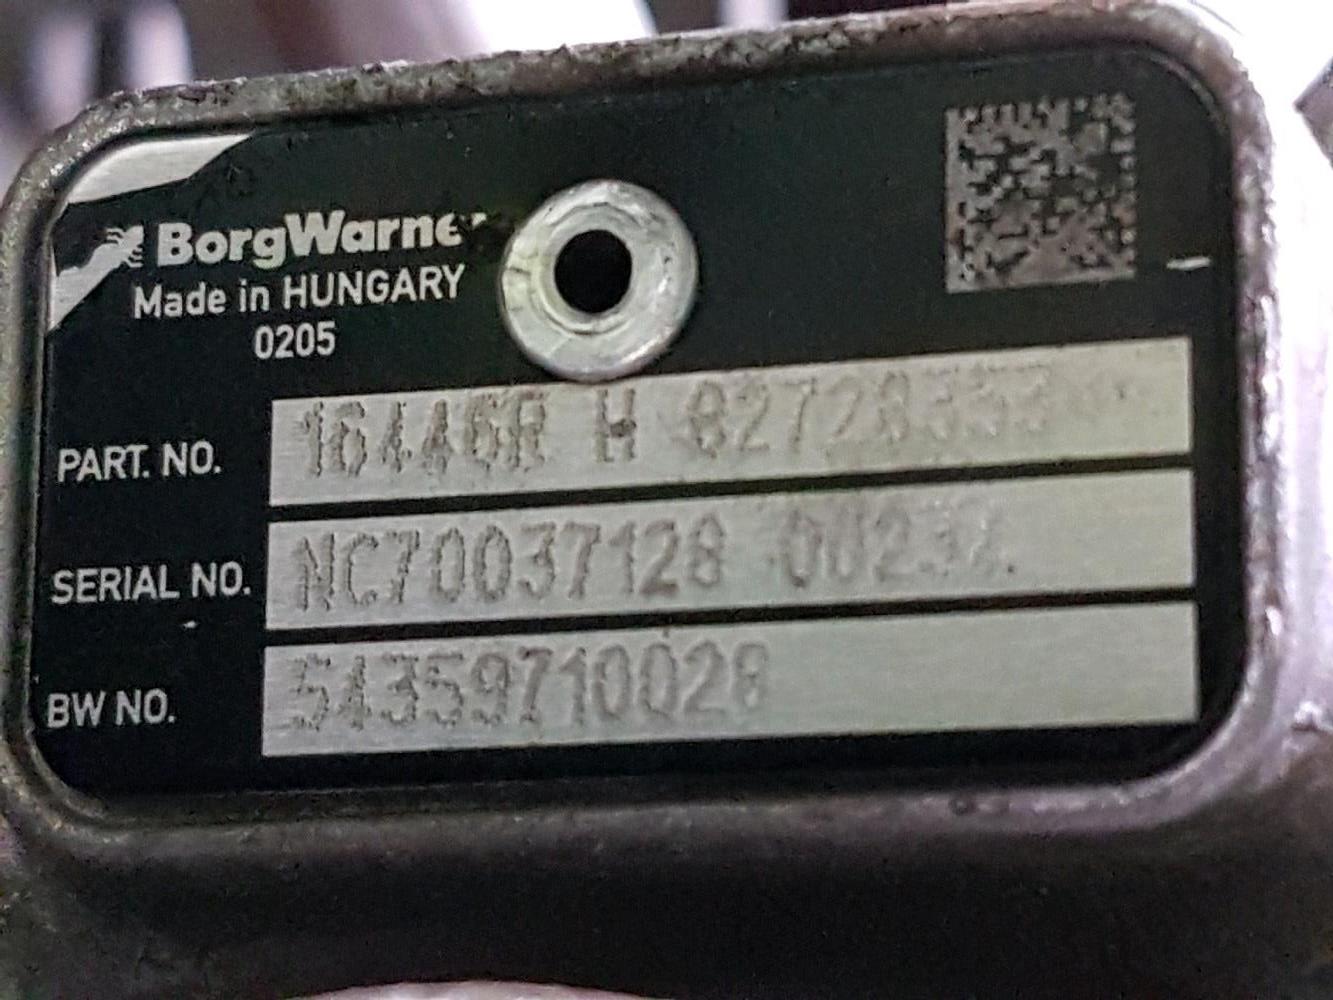 BorgWarner
Made in HUNGARY
0205
PART. NO. H
SERIAL NO. NC70037128
BW NO. 54359710028